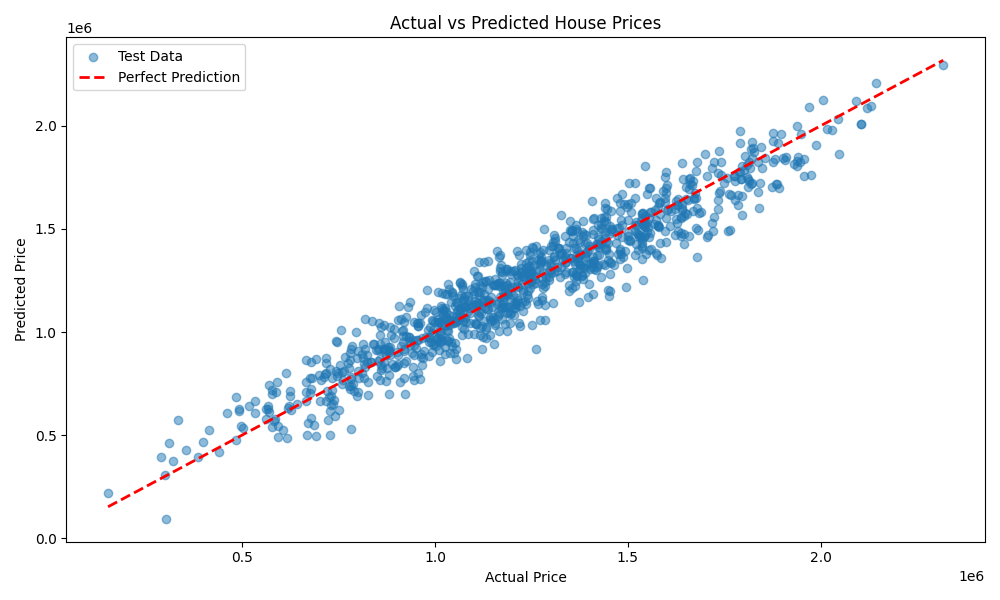 Actual vs Predicted House Prices
1e6
Test Data
Perfect Prediction
Predicted Price
2.0
1.5
1.0
0.5
0.0
0.5 1.0 1.5 2.0
Actual Price
1e6